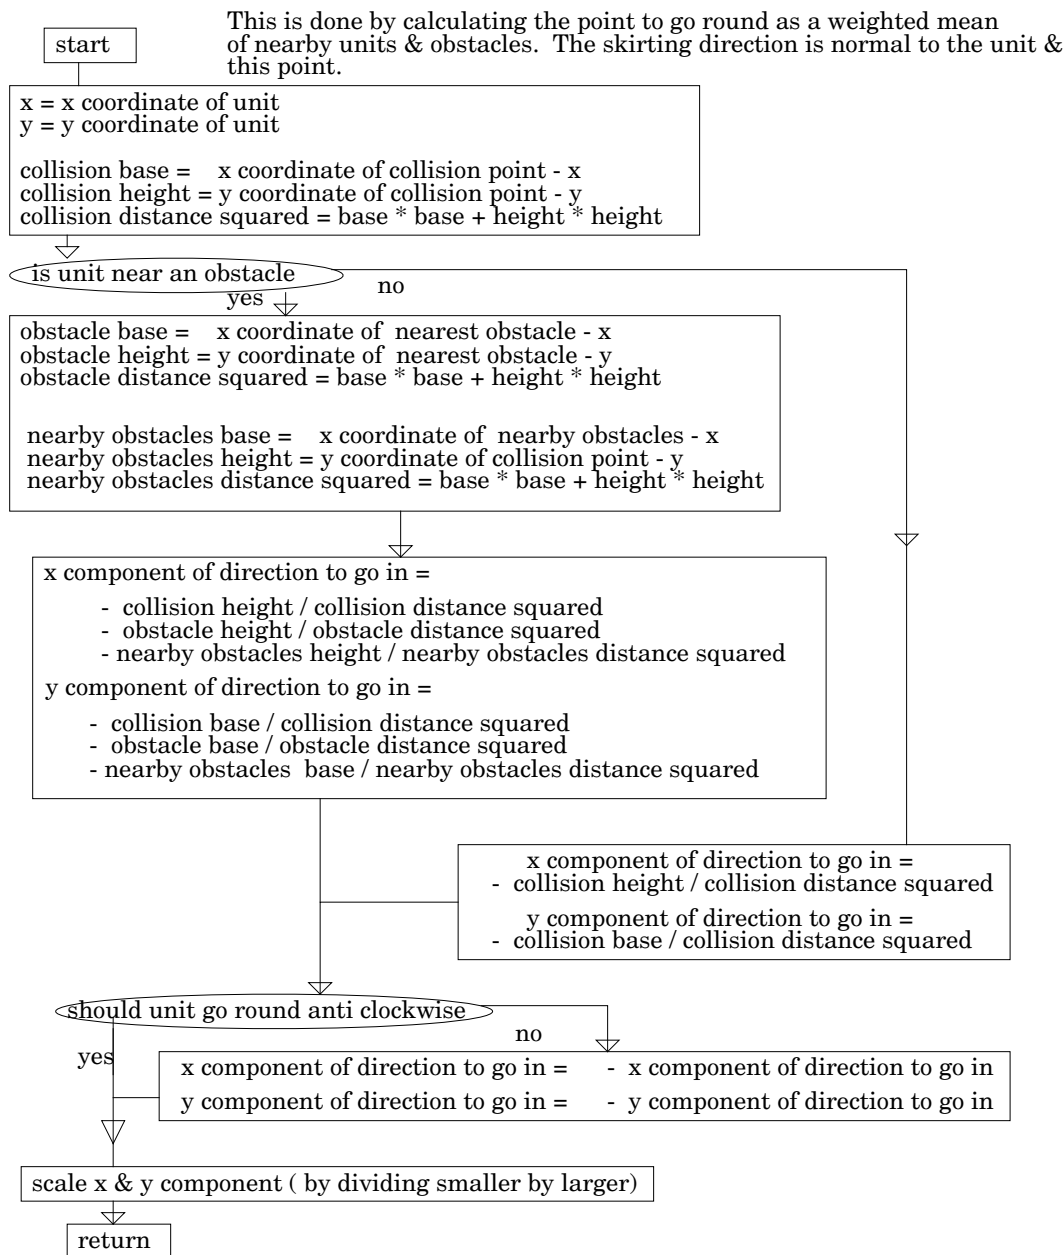 This is done by calculating the point to go round as a weighted mean
of nearby units & obstacles. The skirting direction is normal to the unit &
this point.
start
x = x coordinate of unit
y = y coordinate of unit
collision base = x coordinate of collision point - x
collision height = y coordinate of collision point - y
collision distance squared = base * base + height * height
is unit near an obstacle
no
yes
obstacle base = x coordinate of nearest obstacle - x
obstacle height = y coordinate of nearest obstacle - y
obstacle distance squared = base * base + height * height
nearby obstacles base = x coordinate of nearby obstacles - x
nearby obstacles height = y coordinate of collision point - y
nearby obstacles distance squared = base * base + height * height
x component of direction to go in =
- collision height / collision distance squared
- obstacle height / obstacle distance squared
- nearby obstacles height / nearby obstacles distance squared
y component of direction to go in =
- collision base / collision distance squared
- obstacle base / obstacle distance squared
- nearby obstacles base / nearby obstacles distance squared
x component of direction to go in =
- collision height / collision distance squared
y component of direction to go in =
- collision base / collision distance squared
should unit go round anti clockwise
no
yes
x component of direction to go in = - x component of direction to go in
y component of direction to go in = - y component of direction to go in
scale x & y component ( by dividing smaller by larger)
return